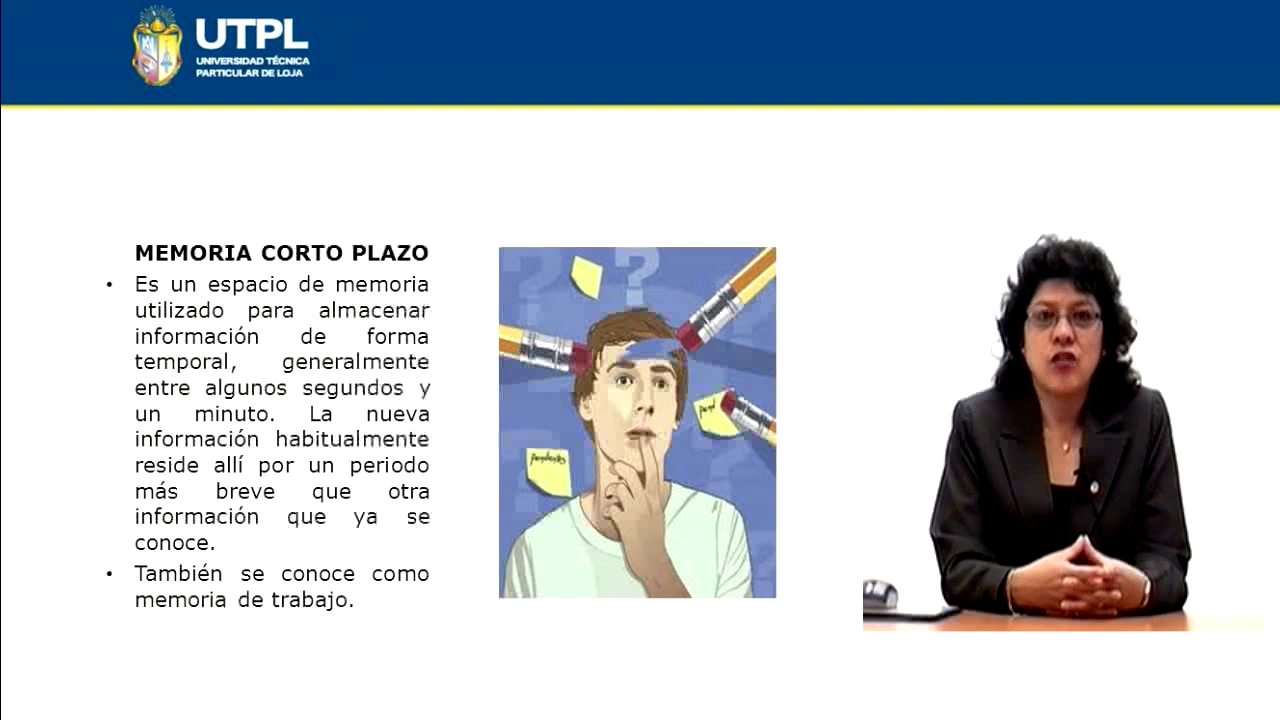 UTPL
UNIVERSIDAD TÉCNICA
PARTICULAR DE LOJA
MEMORIA CORTO PLAZO
• Es un espacio de memoria
utilizado para almacenar
información de forma
temporal, generalmente
entre algunos segundos y
un minuto. La nueva
información habitualmente
reside allí por un periodo
más breve que otra
información que ya se
conoce.
• También se conoce como
memoria de trabajo.
? ? ?